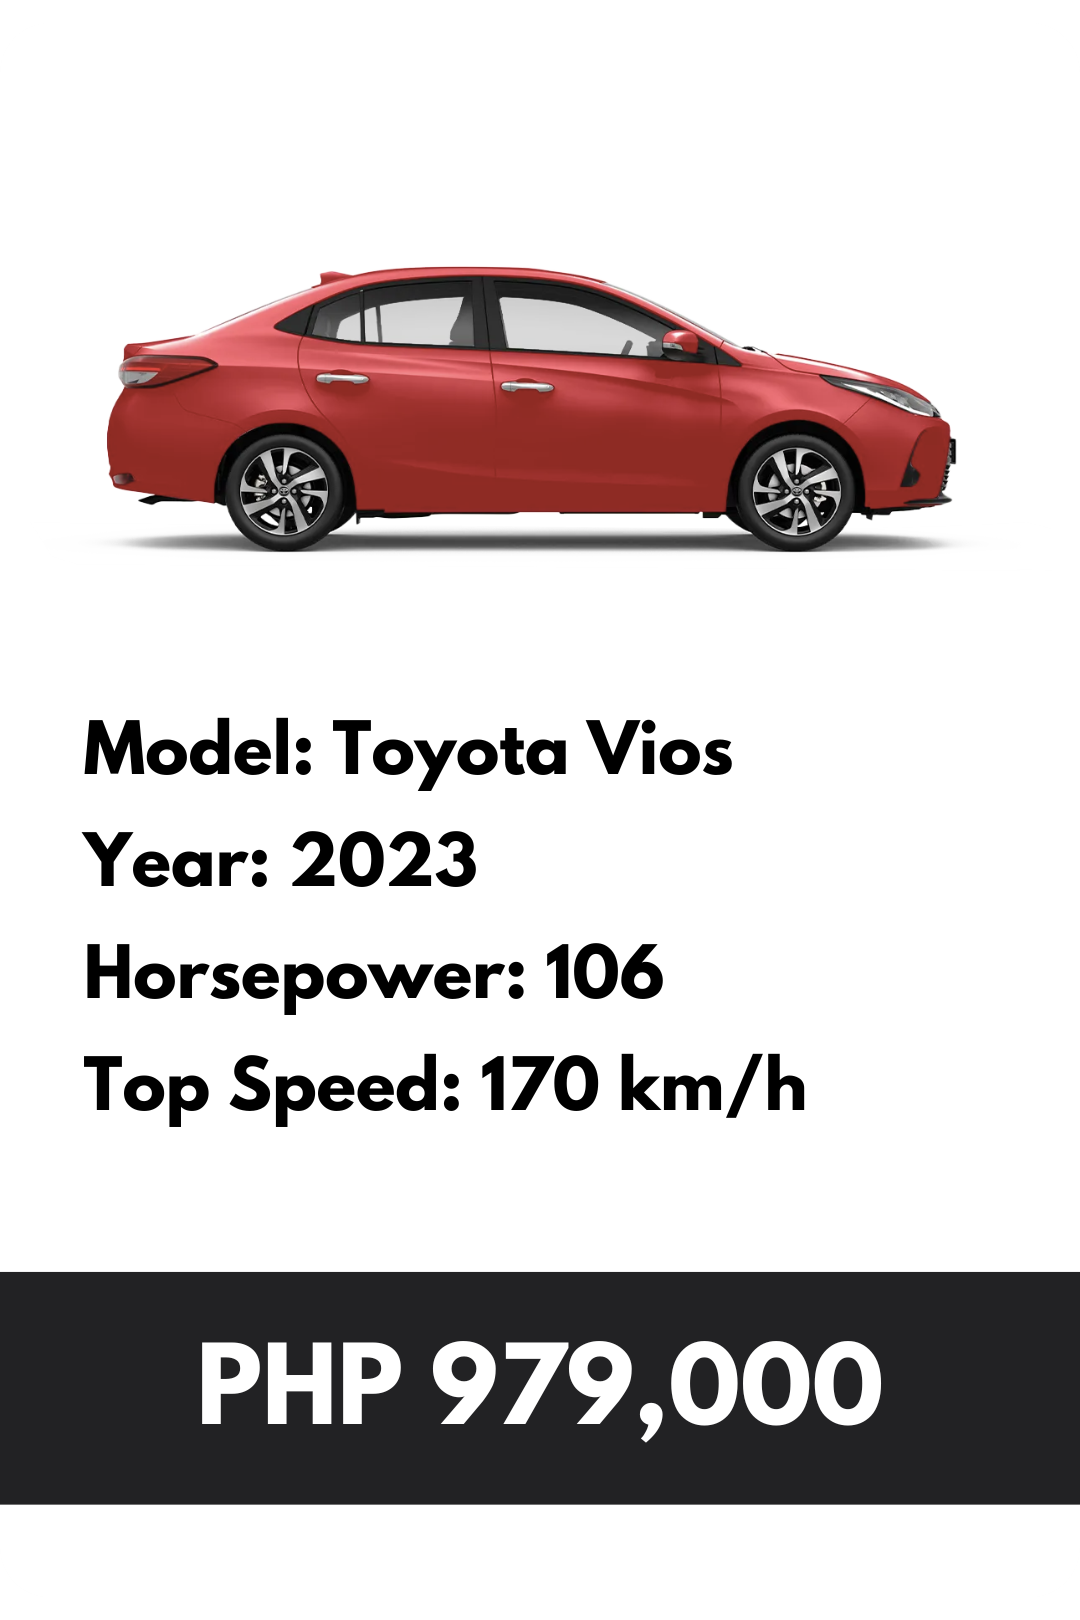 Model: Toyota Vios
Year: 2023
Horsepower: 106
Top Speed: 170 km/h
PHP 979,000